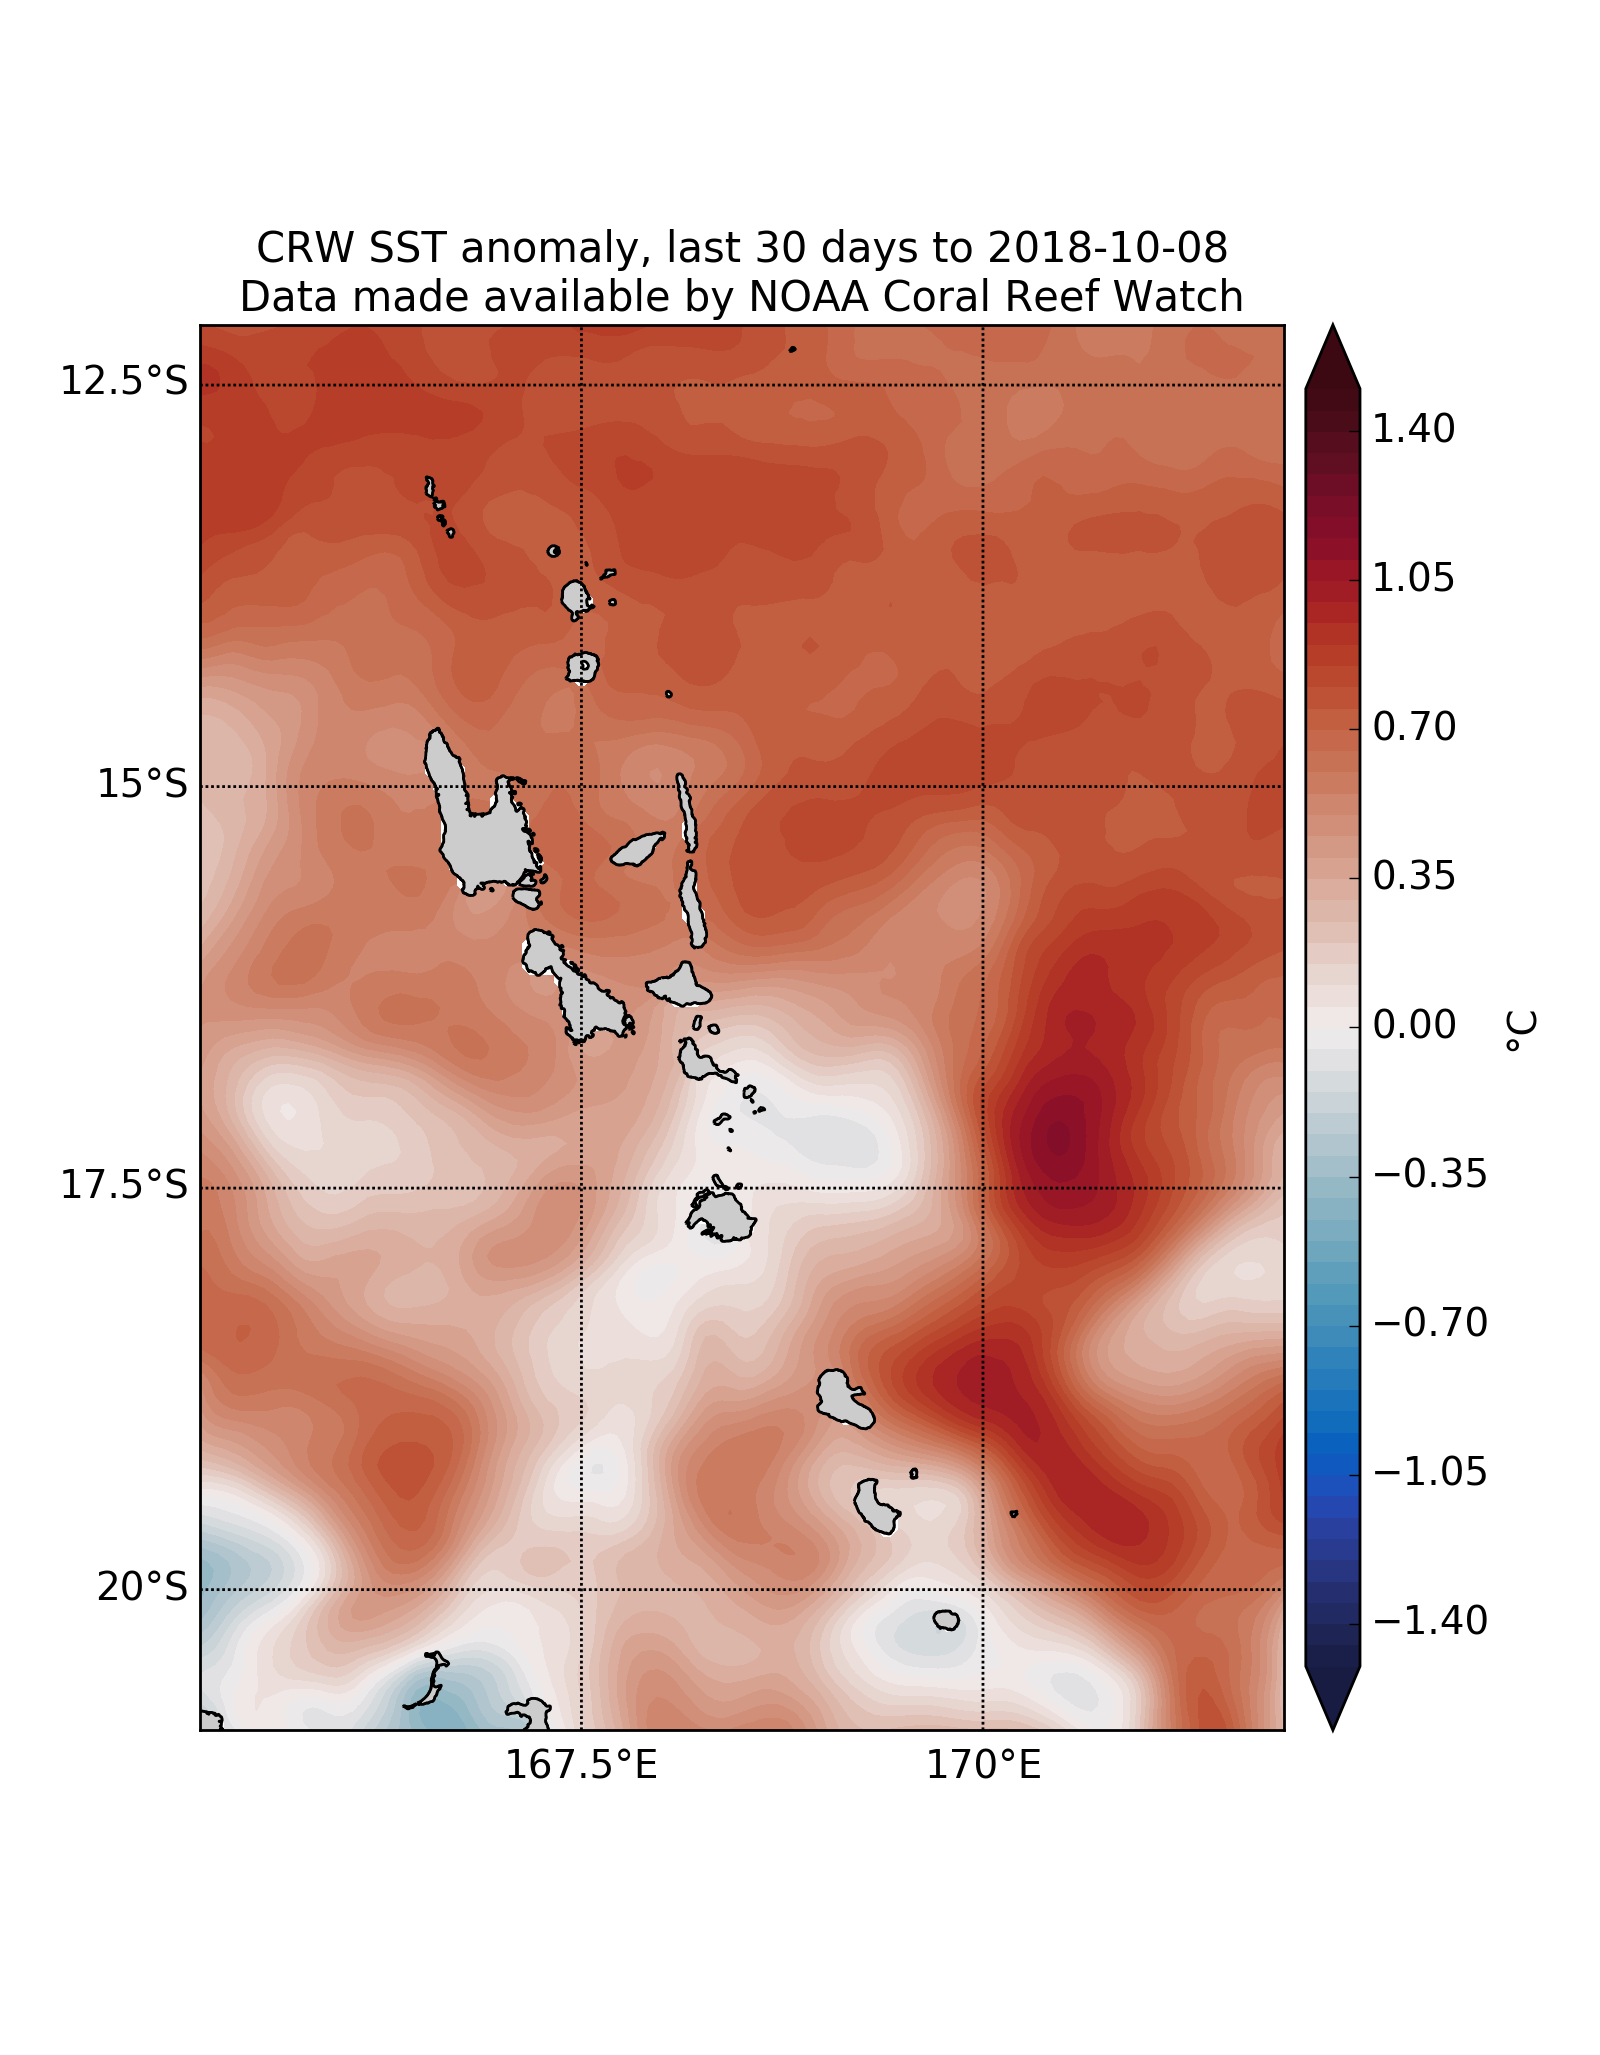 CRW SST anomaly, last 30 days to 2018-10-08
Data made available by NOAA Coral Reef Watch
12.5°S
15°S
17.5°S
20°S
167.5°E
170°E
1.40
1.05
0.70
0.35
0.00
−0.35
−0.70
−1.05
−1.40
°C